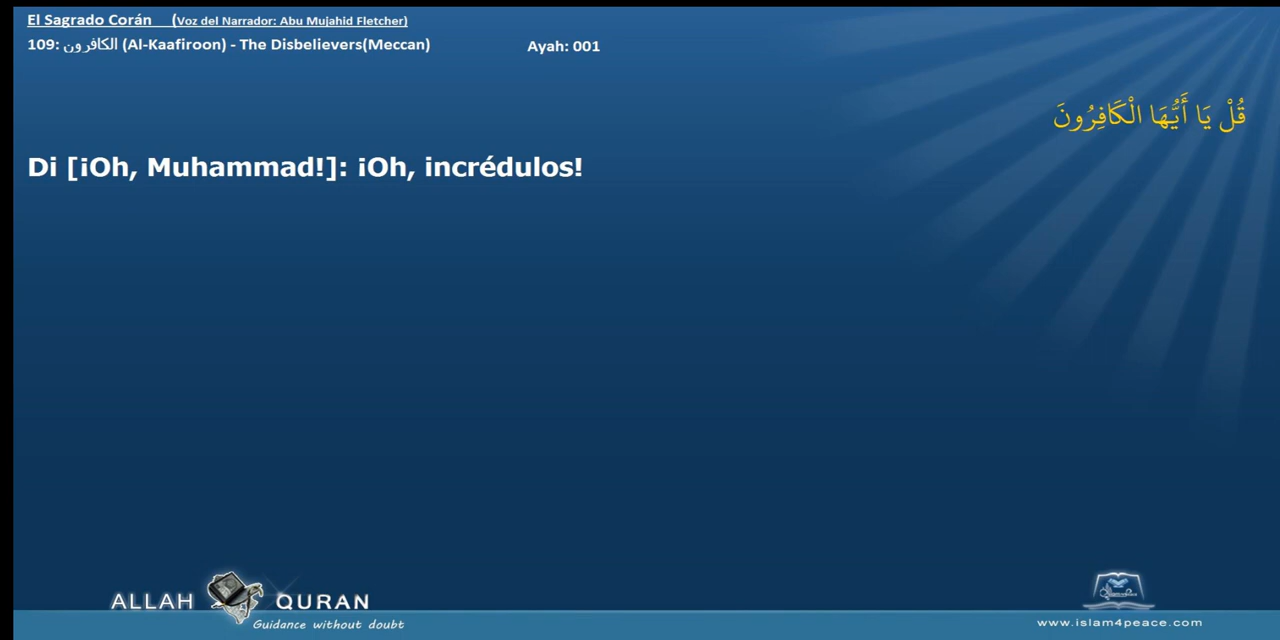 El Sagrado Corán (Voz del Narrador: Abu Mujahid Fletcher)
109: الكافرون (Al-Kaafiroon) - The Disbelievers(Meccan) Ayah: 001
قُلْ يَا أَيُّهَا الْكَافِرُونَ
Di [¡Oh, Muhammad!]: ¡Oh, incrédulos!
ALLAH QURAN
Guidance without doubt
www.islam4peace.com